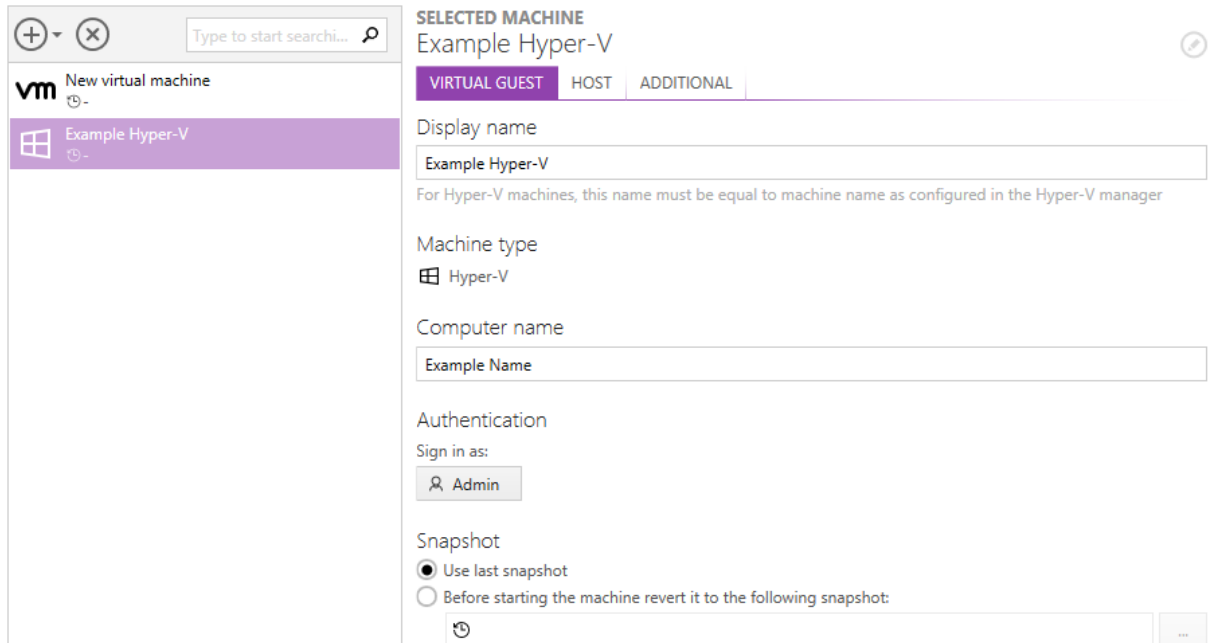 Type to start searchi...
vm New virtual machine
-
Example Hyper-V
-
SELECTED MACHINE
Example Hyper-V
VIRTUAL GUEST HOST ADDITIONAL
Display name
Example Hyper-V
For Hyper-V machines, this name must be equal to machine name as configured in the Hyper-V manager
Machine type
Hyper-V
Computer name
Example Name
Authentication
Sign in as:
Admin
Snapshot
Use last snapshot
Before starting the machine revert it to the following snapshot:
...